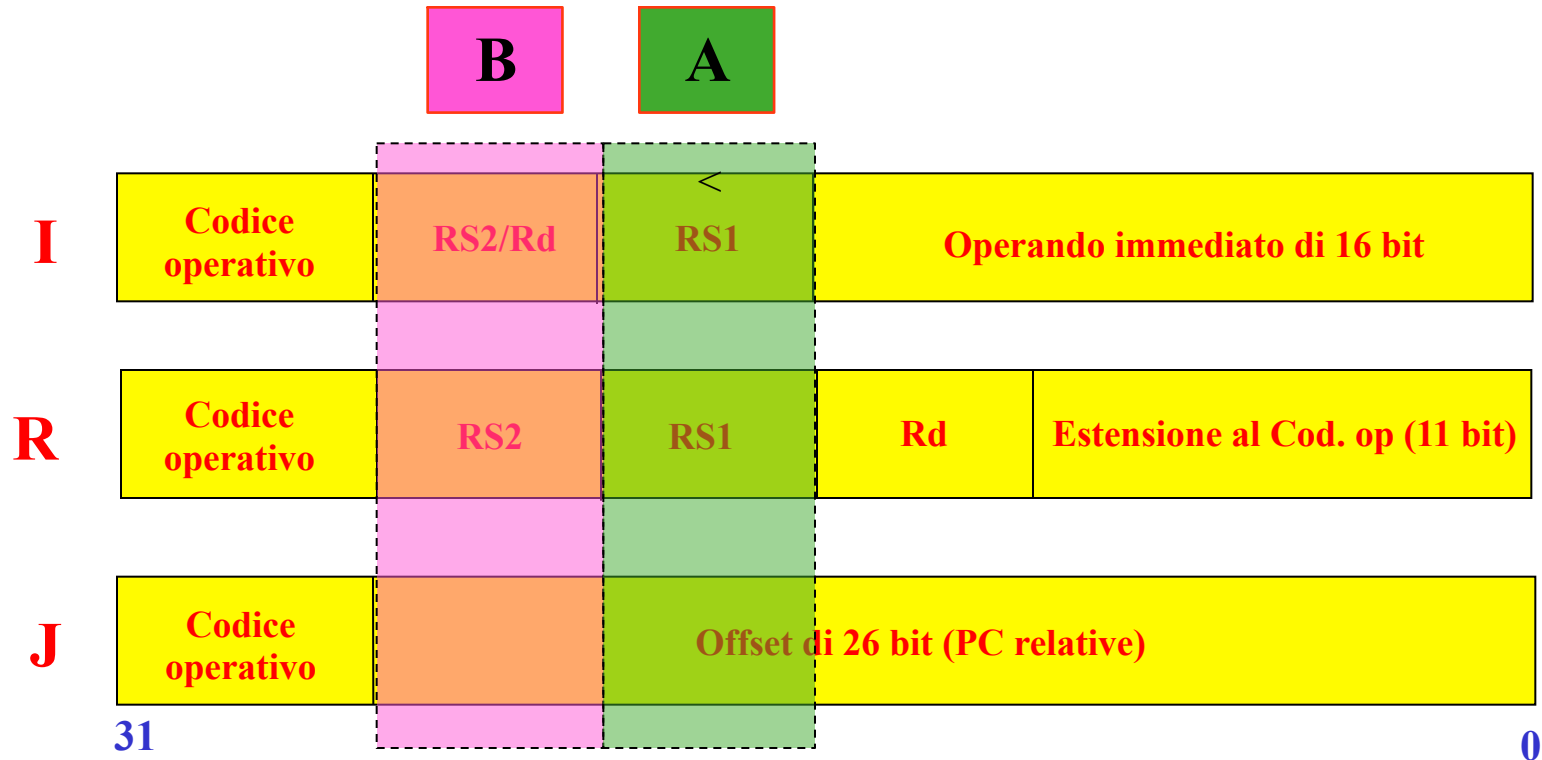 B A
<
I Codice operativo RS2/Rd RS1 Operando immediato di 16 bit
R Codice operativo RS2 RS1 Rd Estensione al Cod. op (11 bit)
J Codice operativo Offset di 26 bit (PC relative)
31 0